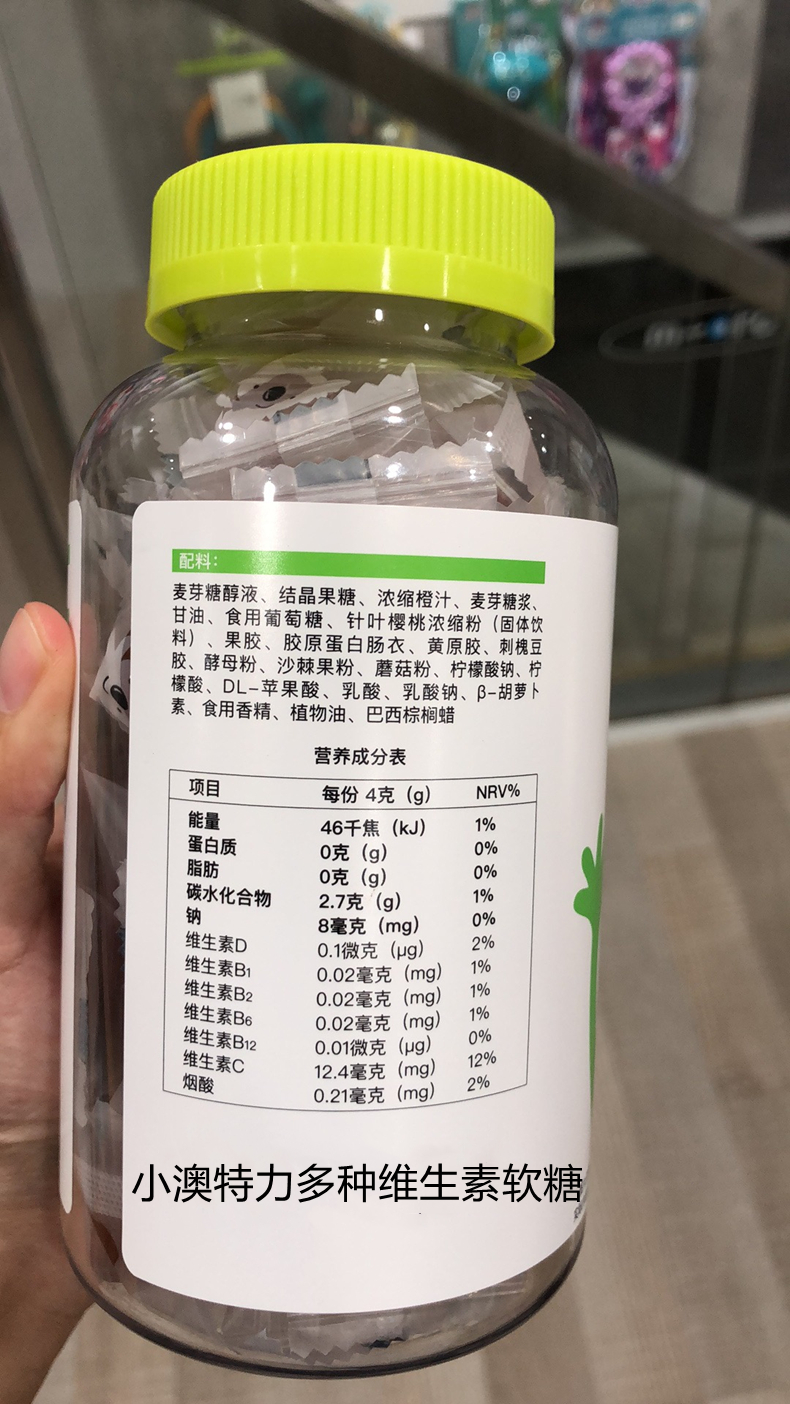 配料：
麦芽糖醇液、结晶果糖、浓缩橙汁、麦芽糖浆、
甘油、食用葡萄糖、针叶樱桃浓缩粉（固体饮
料）、果胶、胶原蛋白肠衣、黄原胶、刺槐豆
胶、酵母粉、沙棘果粉、蘑菇粉、柠檬酸钠、柠
檬酸、DL-苹果酸、乳酸、乳酸钠、β-胡萝卜
素、食用香精、植物油、巴西棕榈蜡
营养成分表
项目 每份 4克（g） NRV%
能量 46千焦（kJ） 1%
蛋白质 0克（g） 0%
脂肪 0克（g） 0%
碳水化合物 2.7克（g） 1%
钠 8毫克（mg） 0%
维生素D 0.1微克（μg） 2%
维生素B1 0.02毫克（mg） 1%
维生素B2 0.02毫克（mg） 1%
维生素B6 0.02毫克（mg） 1%
维生素B12 0.01微克（μg） 0%
维生素C 12.4毫克（mg） 12%
烟酸 0.21毫克（mg） 2%
小澳特力多种维生素软糖